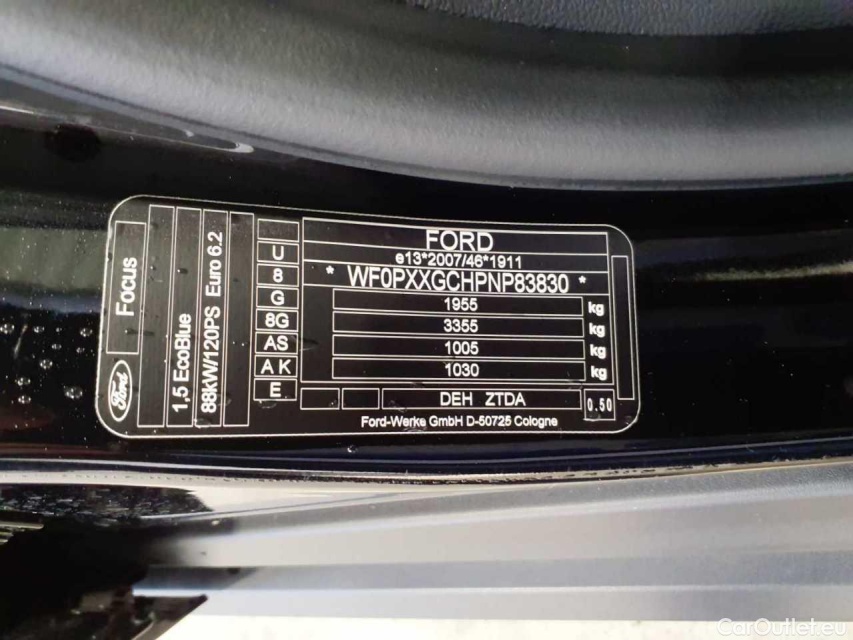 Focus
Ford
1,5 EcoBlue
88kW/120PS Euro 6.2
U
8
G
8G
AS
A K
E
FORD
e13*2007/46*1911
* WF0PXXGCHPNP83830 *
1955 kg
3355 kg
1005 kg
1030 kg
DEH ZTDA
0.50
Ford-Werke GmbH D-50725 Cologne
CarOutlet.eu